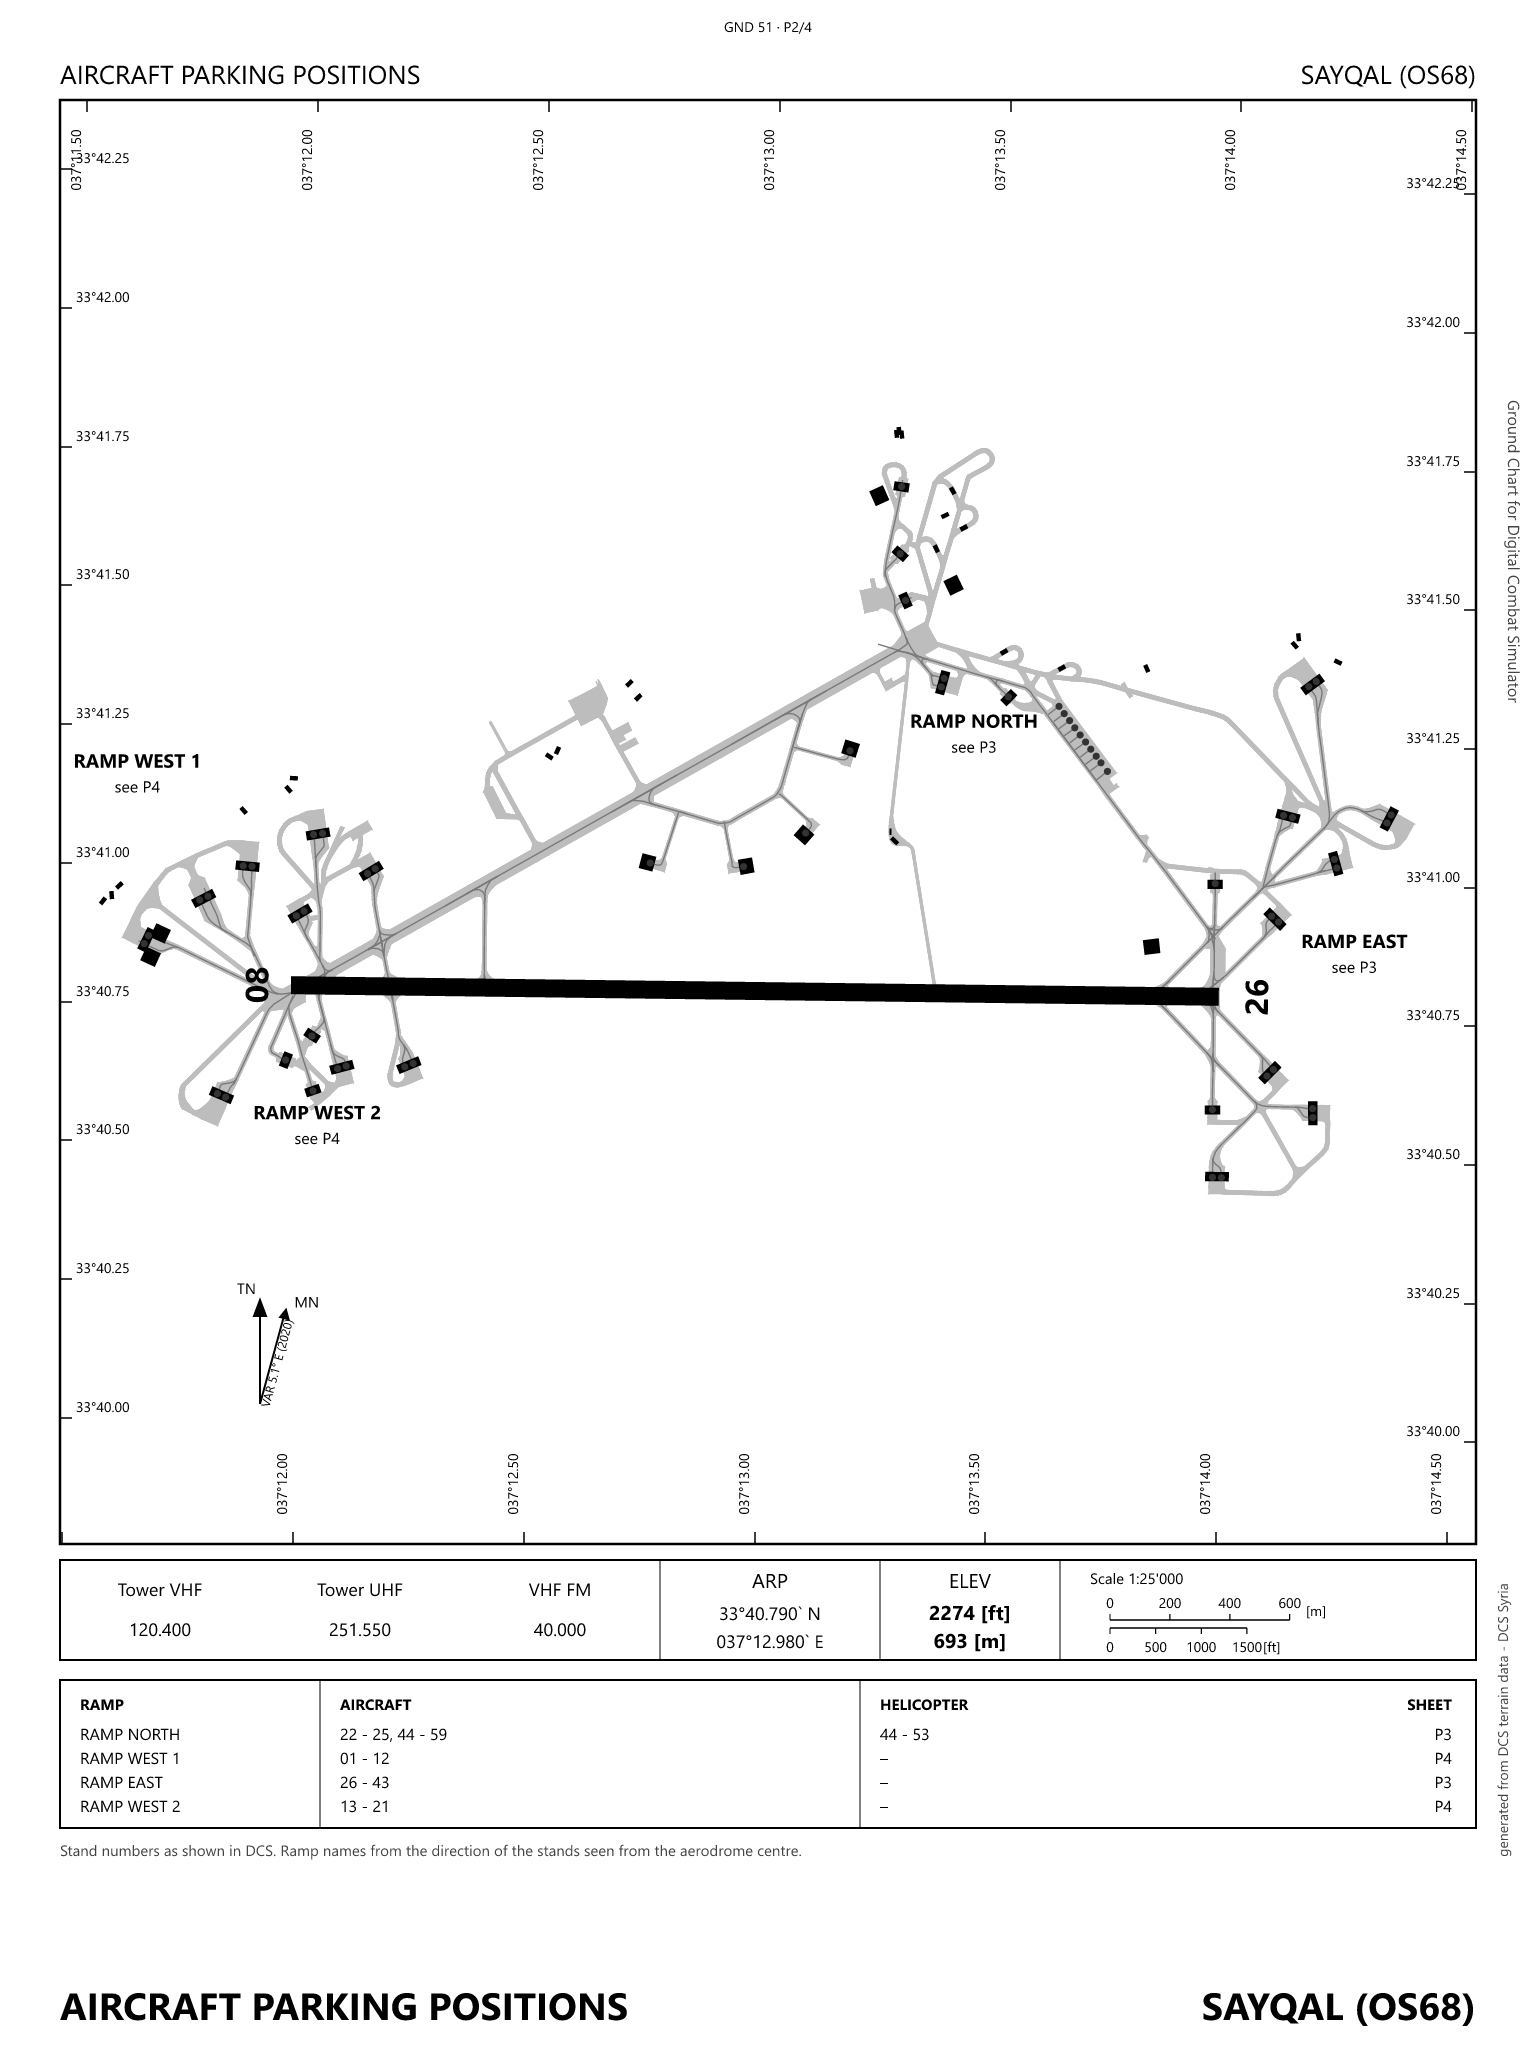 GND 51 · P2/4
AIRCRAFT PARKING POSITIONS
SAYQAL (OS68)
037°11.50
037°12.00
037°12.50
037°13.00
037°13.50
037°14.00
037°14.50
33°42.25
33°42.25
33°42.00
33°42.00
33°41.75
33°41.75
33°41.50
33°41.50
33°41.25
33°41.25
33°41.00
33°41.00
33°40.75
33°40.75
33°40.50
33°40.50
33°40.25
33°40.25
33°40.00
33°40.00
RAMP NORTH
see P3
RAMP WEST 1
see P4
RAMP EAST
see P3
08
26
RAMP WEST 2
see P4
TN
MN
VAR 5.1° E (2020)
037°12.00
037°12.50
037°13.00
037°13.50
037°14.00
037°14.50
Ground Chart for Digital Combat Simulator
generated from DCS terrain data - DCS Syria
Tower VHF
120.400
Tower UHF
251.550
VHF FM
40.000
ARP
33°40.790` N
037°12.980` E
ELEV
2274 [ft]
693 [m]
Scale 1:25'000
0 200 400 600 [m]
0 500 1000 1500 [ft]
RAMP AIRCRAFT HELICOPTER SHEET
RAMP NORTH 22 - 25, 44 - 59 44 - 53 P3
RAMP WEST 1 01 - 12 – P4
RAMP EAST 26 - 43 – P3
RAMP WEST 2 13 - 21 – P4
Stand numbers as shown in DCS. Ramp names from the direction of the stands seen from the aerodrome centre.
AIRCRAFT PARKING POSITIONS
SAYQAL (OS68)